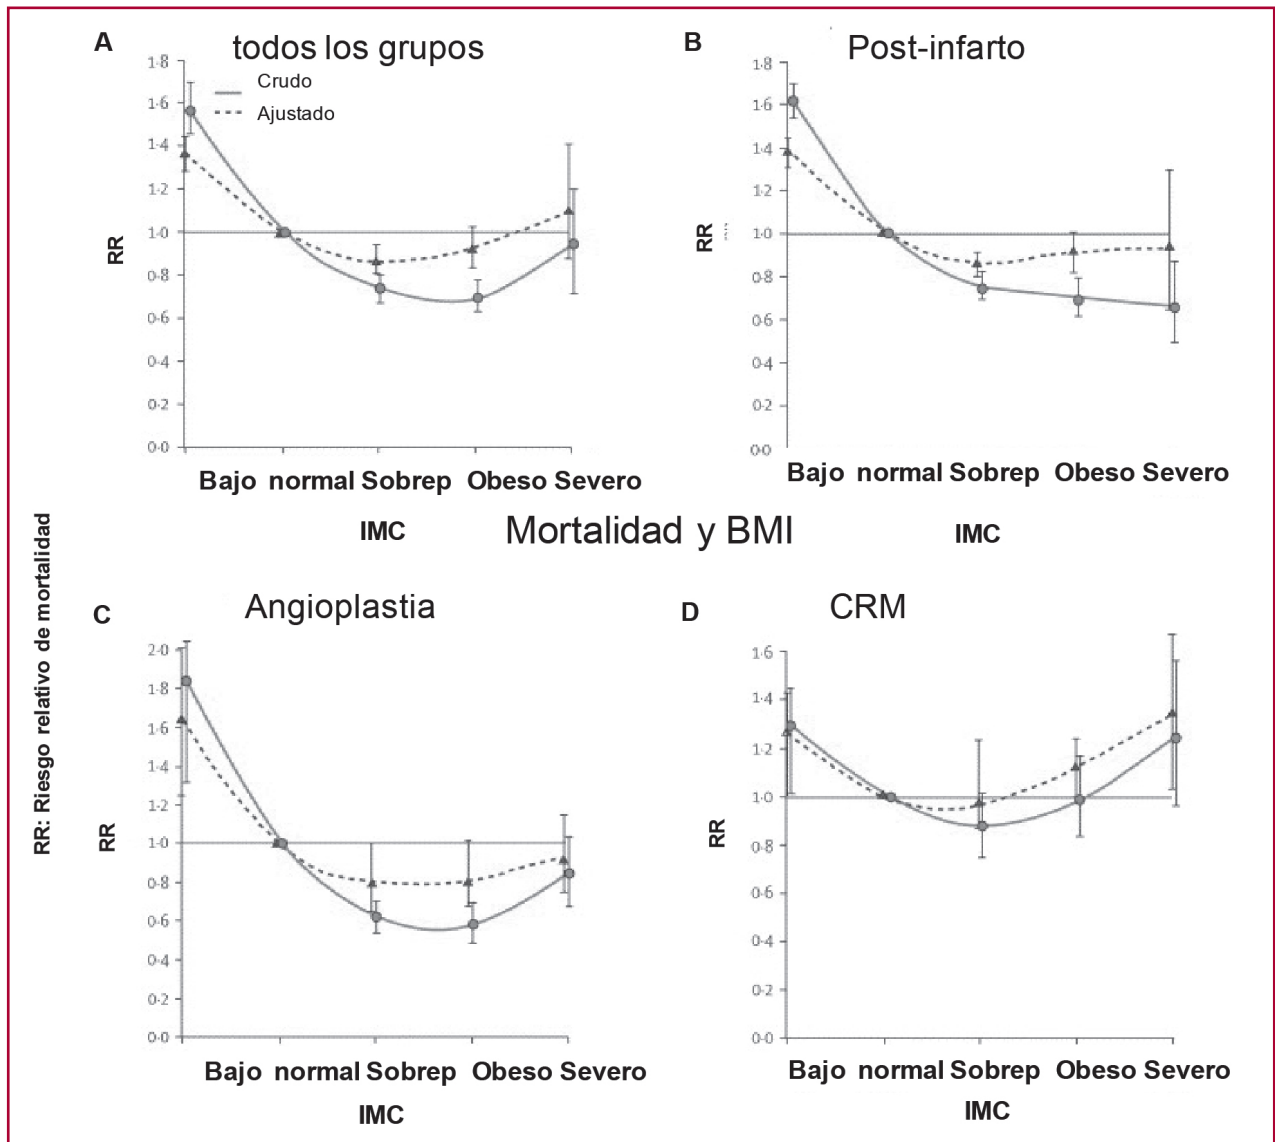 A
todos los grupos
Crudo
Ajustado
1·8
1·6
1·4
1·2
1·0
0·8
0·6
0·4
0·2
0·0
RR
Bajo normal Sobrep Obeso Severo
IMC
B
Post-infarto
1·8
1·6
1·4
1·2
1·0
0·8
0·6
0·4
0·2
0·0
RR
Bajo normal Sobrep Obeso Severo
IMC
Mortalidad y BMI
RR: Riesgo relativo de mortalidad
C
Angioplastia
2·0
1·8
1·6
1·4
1·2
1·0
0·8
0·6
0·4
0·2
0·0
RR
Bajo normal Sobrep Obeso Severo
IMC
D
CRM
1·6
1·4
1·2
1·0
0·8
0·6
0·4
0·2
0·0
RR
Bajo normal Sobrep Obeso Severo
IMC